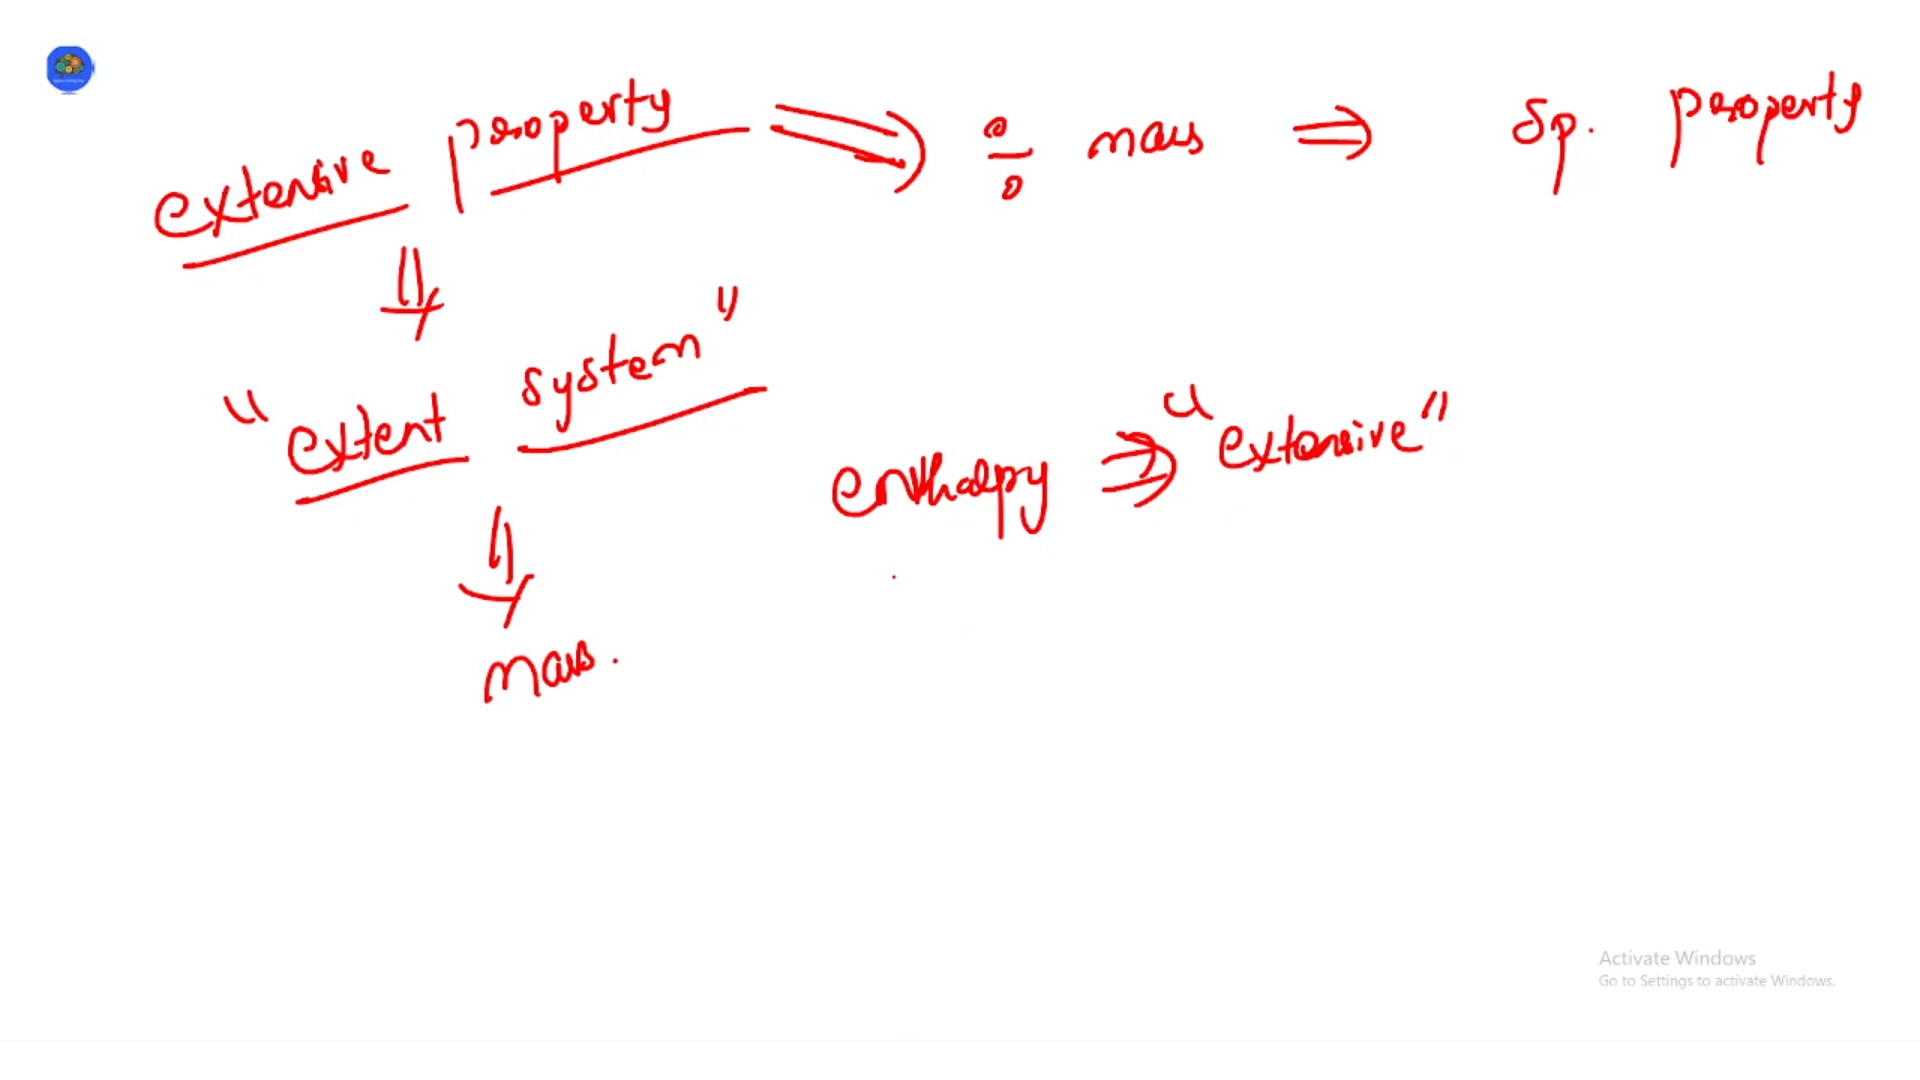 extensive property ⇒ ÷ mass ⇒ sp. property
⇓
"extent system"
enthalpy ⇒ "extensive"
⇓
mass.
Activate Windows
Go to Settings to activate Windows.